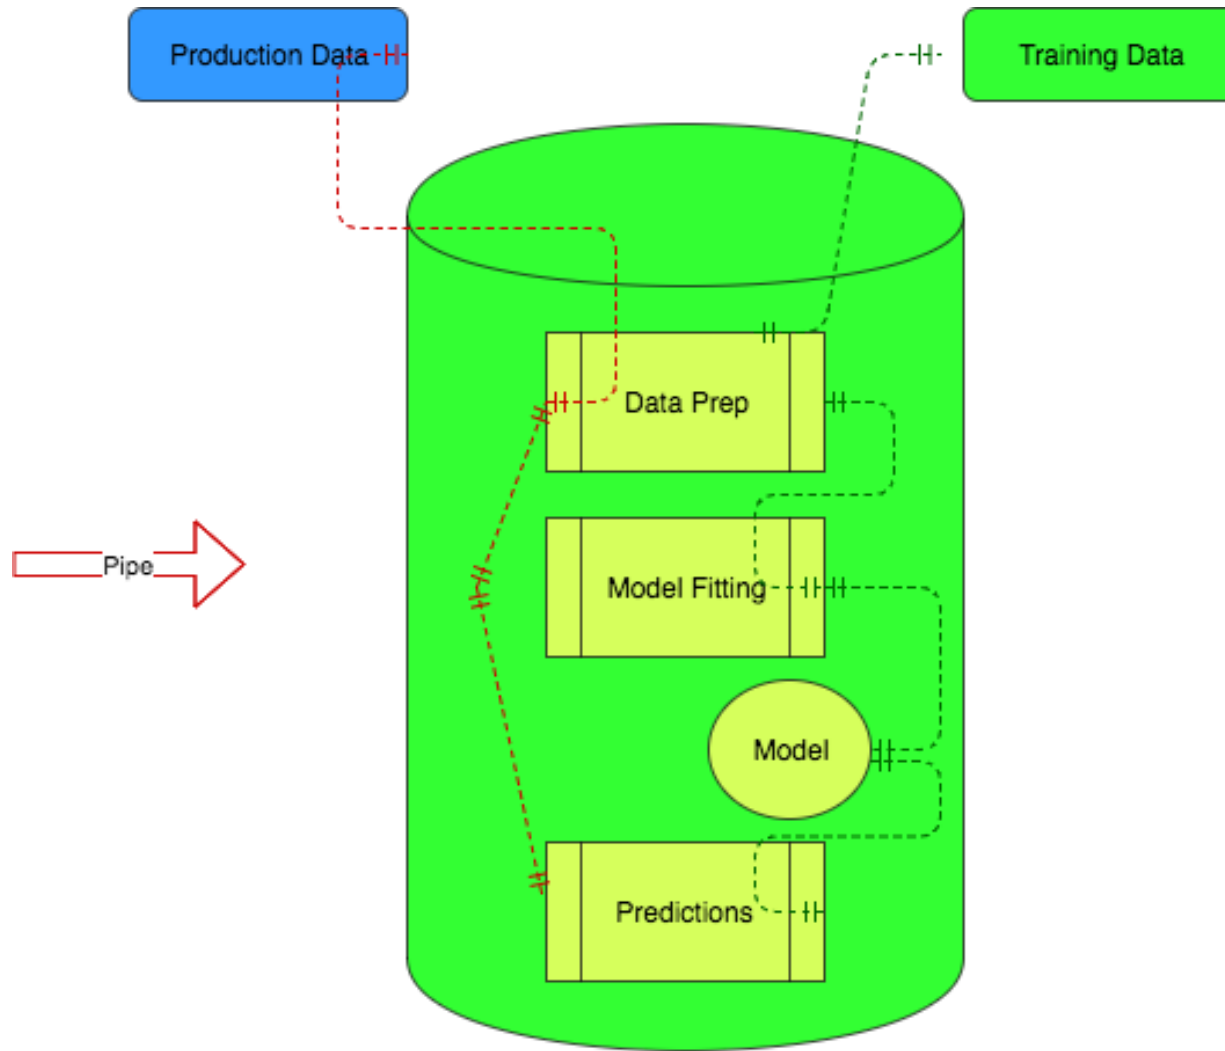 Production Data
Training Data
Data Prep
Pipe
Model Fitting
Model
Predictions